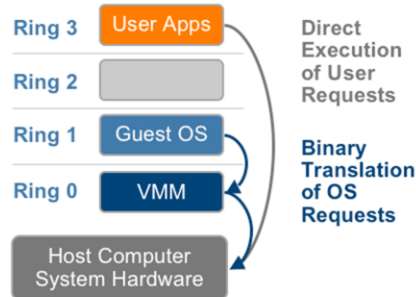 Ring 3
User Apps
Ring 2
Ring 1
Guest OS
Ring 0
VMM
Host Computer
System Hardware
Direct
Execution
of User
Requests
Binary
Translation
of OS
Requests